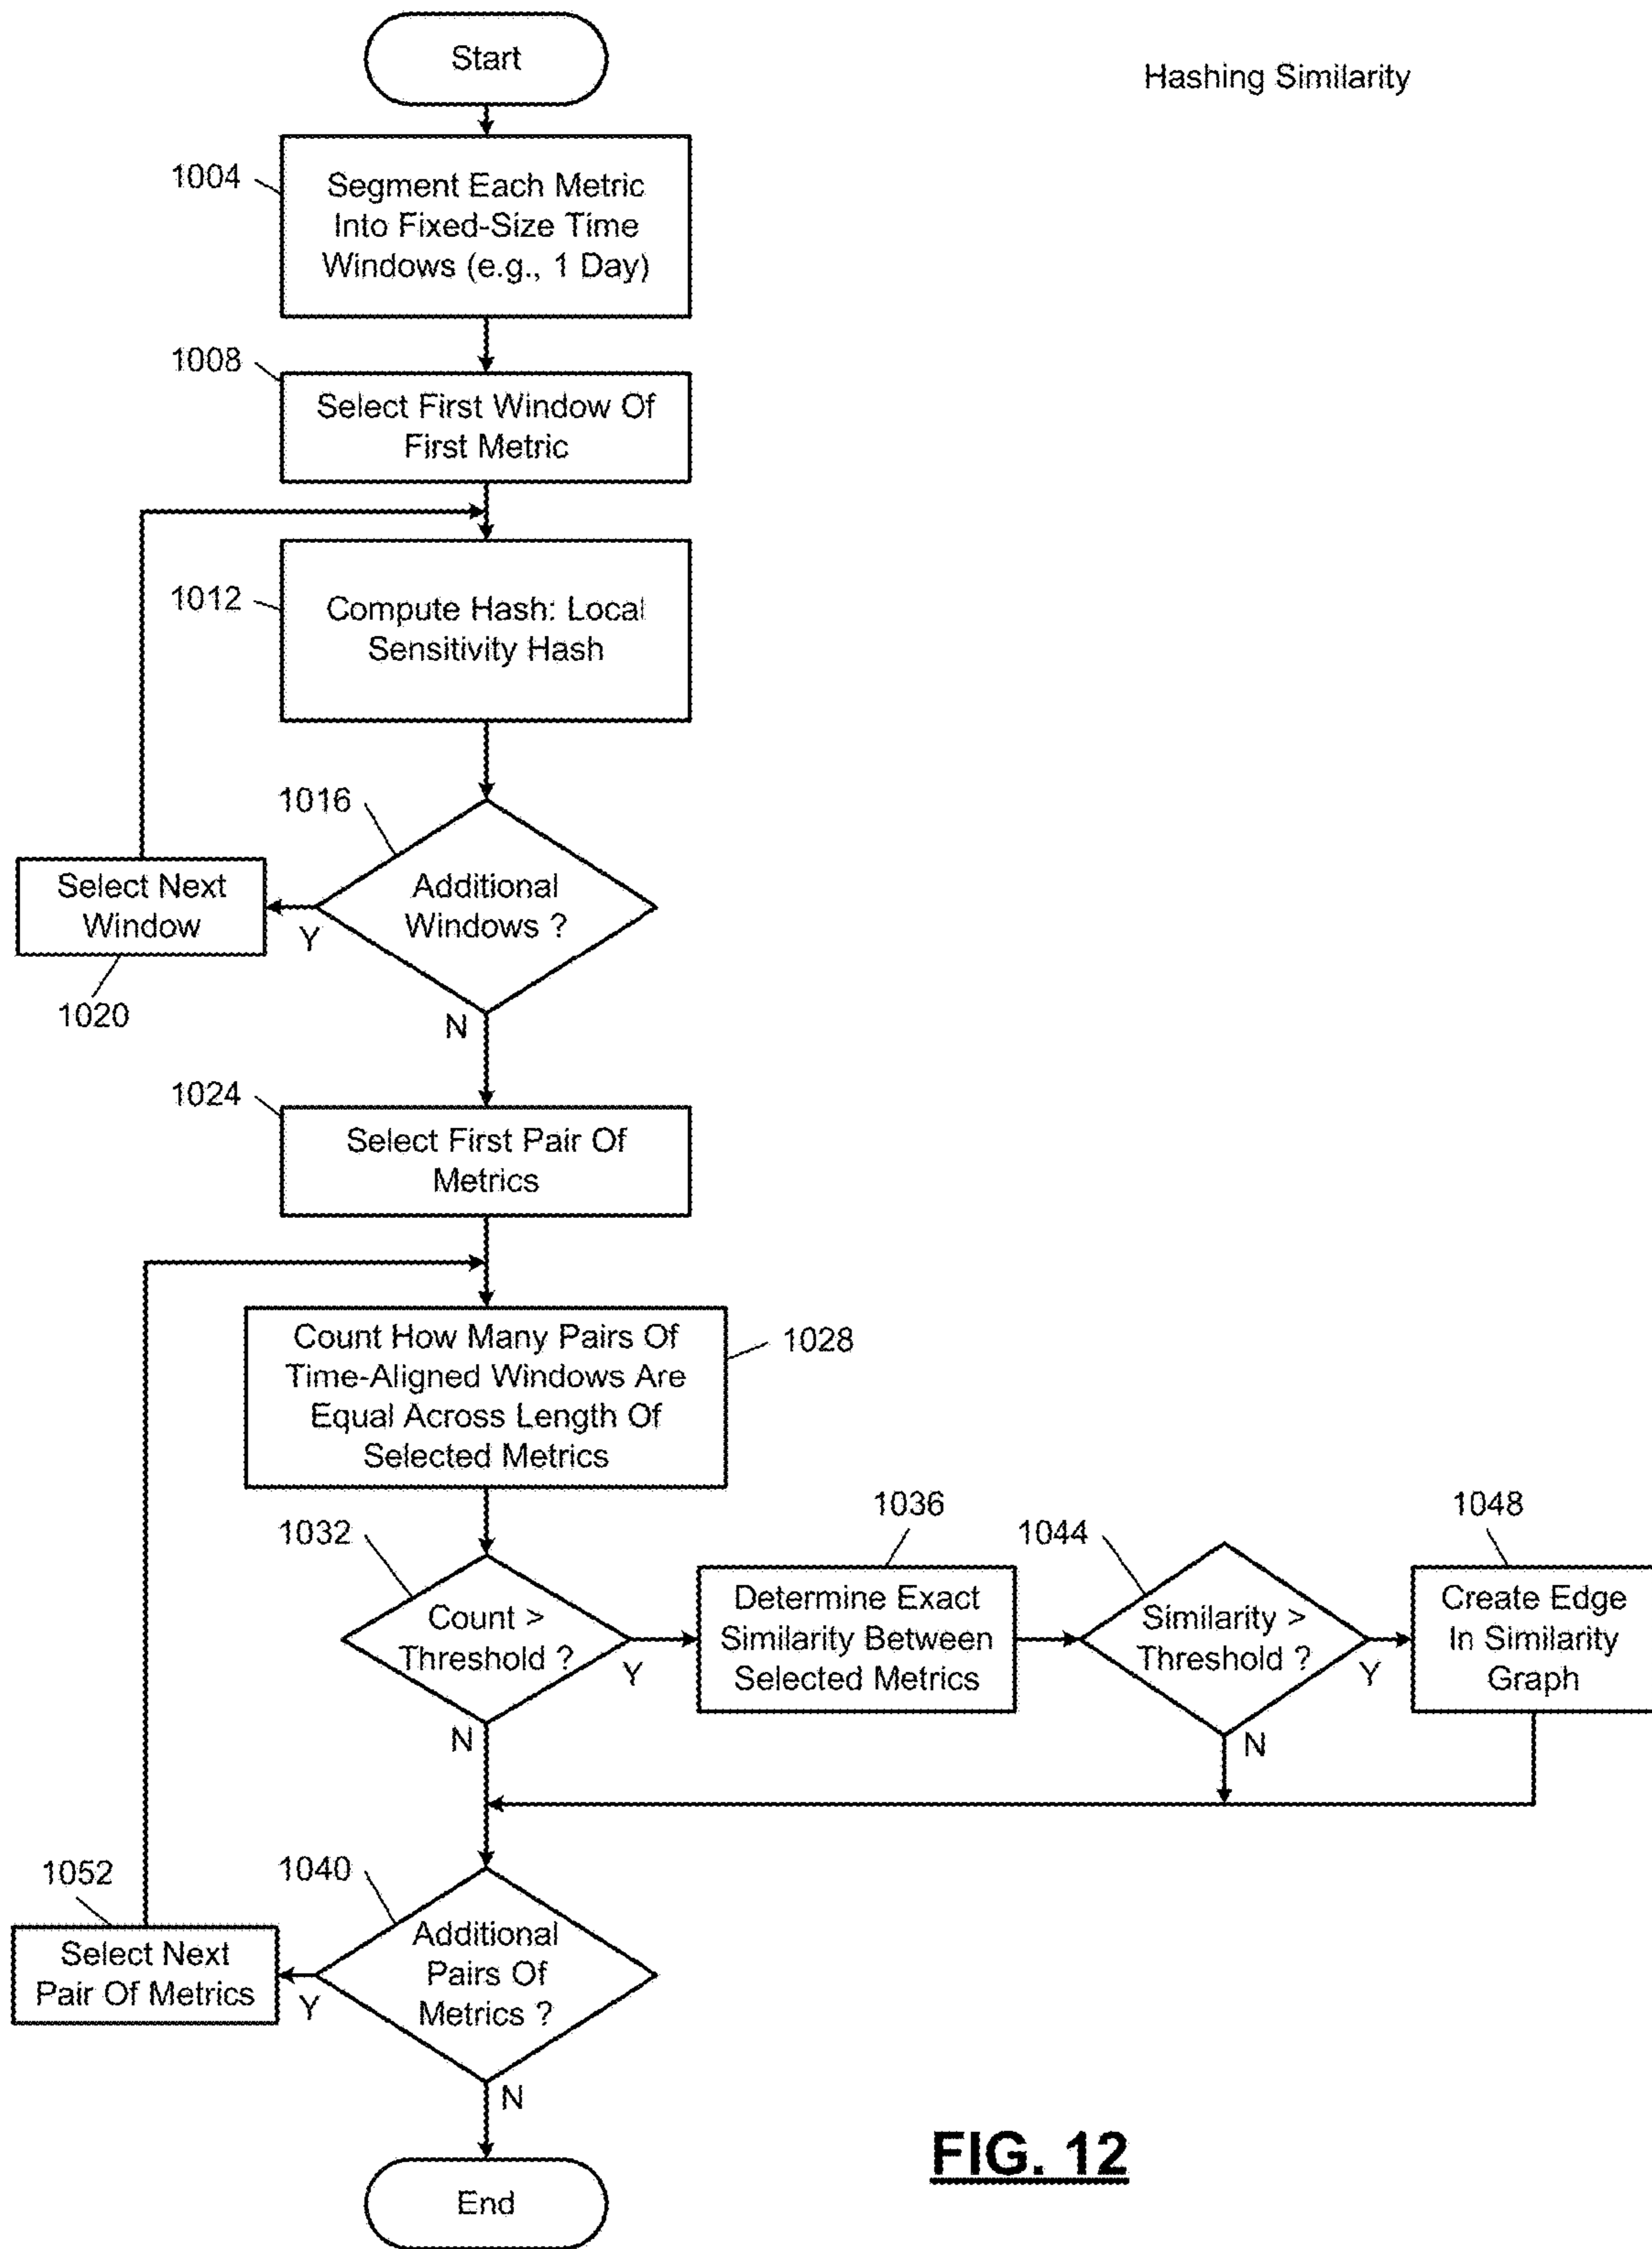 Start
Hashing Similarity
1004
Segment Each Metric
Into Fixed-Size Time
Windows (e.g., 1 Day)
1008
Select First Window Of
First Metric
1012
Compute Hash: Local
Sensitivity Hash
1016
Additional
Windows ?
Select Next
Window
Y
1020
N
1024
Select First Pair Of
Metrics
Count How Many Pairs Of
Time-Aligned Windows Are
Equal Across Length Of
Selected Metrics
1028
1032
Count >
Threshold ?
Y
N
1036
Determine Exact
Similarity Between
Selected Metrics
1044
Similarity >
Threshold ?
Y
N
1048
Create Edge
In Similarity
Graph
1052
Select Next
Pair Of Metrics
1040
Additional
Pairs Of
Metrics ?
Y
N
End
FIG. 12